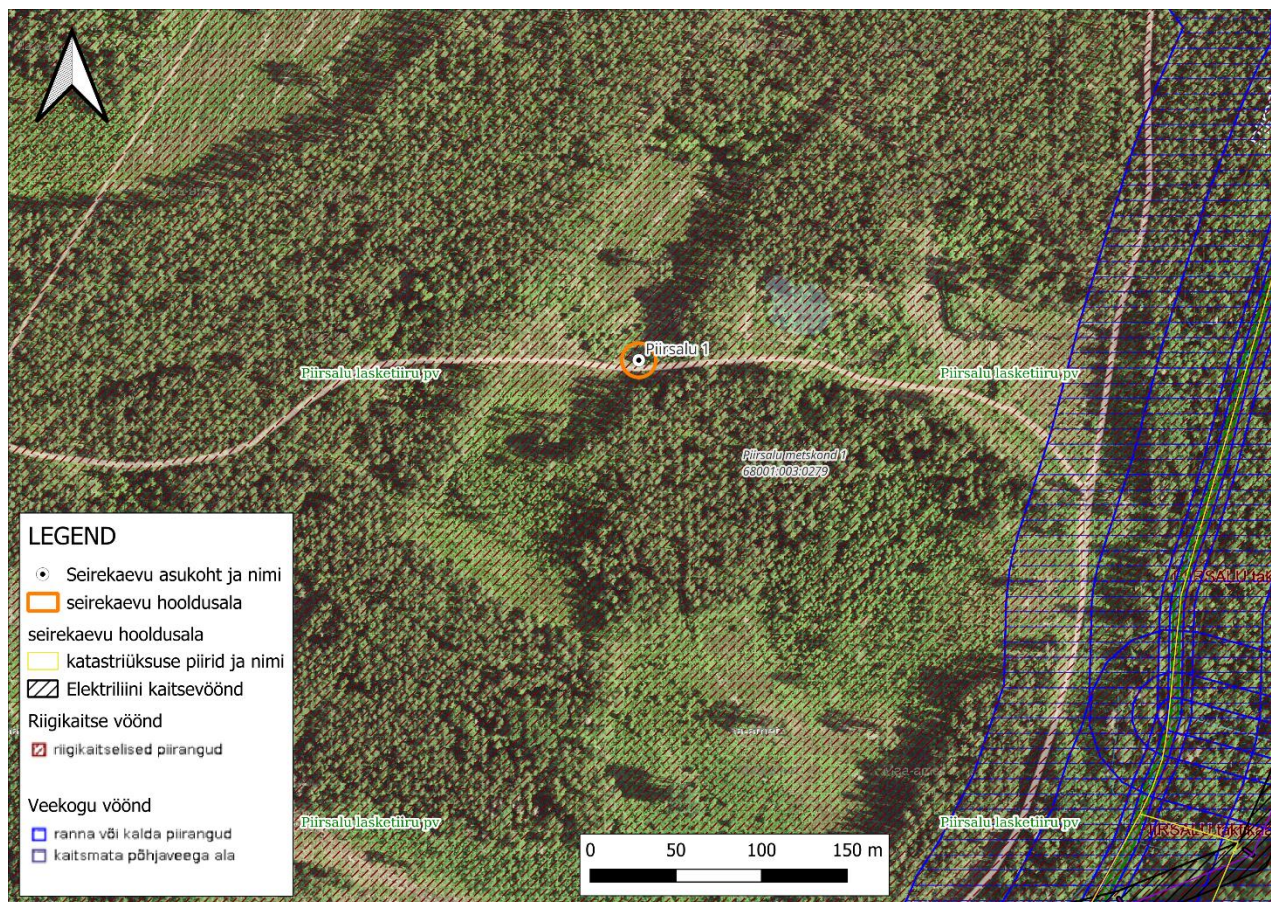 Piirsalu 1
Piirsalu lasketiiru pv
Piirsalu lasketiiru pv
Piirsalu metskond 1
68001:003:0279
LEGEND
Seirekaevu asukoht ja nimi
seirekaevu hooldusala
seirekaevu hooldusala
katastriüksuse piirid ja nimi
Elektriliini kaitsevöönd
Riigikaitse vöönd
riigikaitselised piirangud
Veekogu vöönd
ranna või kalda piirangud
kaitsmata põhjaveega ala
Piirsalu lasketiiru pv
Piirsalu lasketiiru pv
0 50 100 150 m